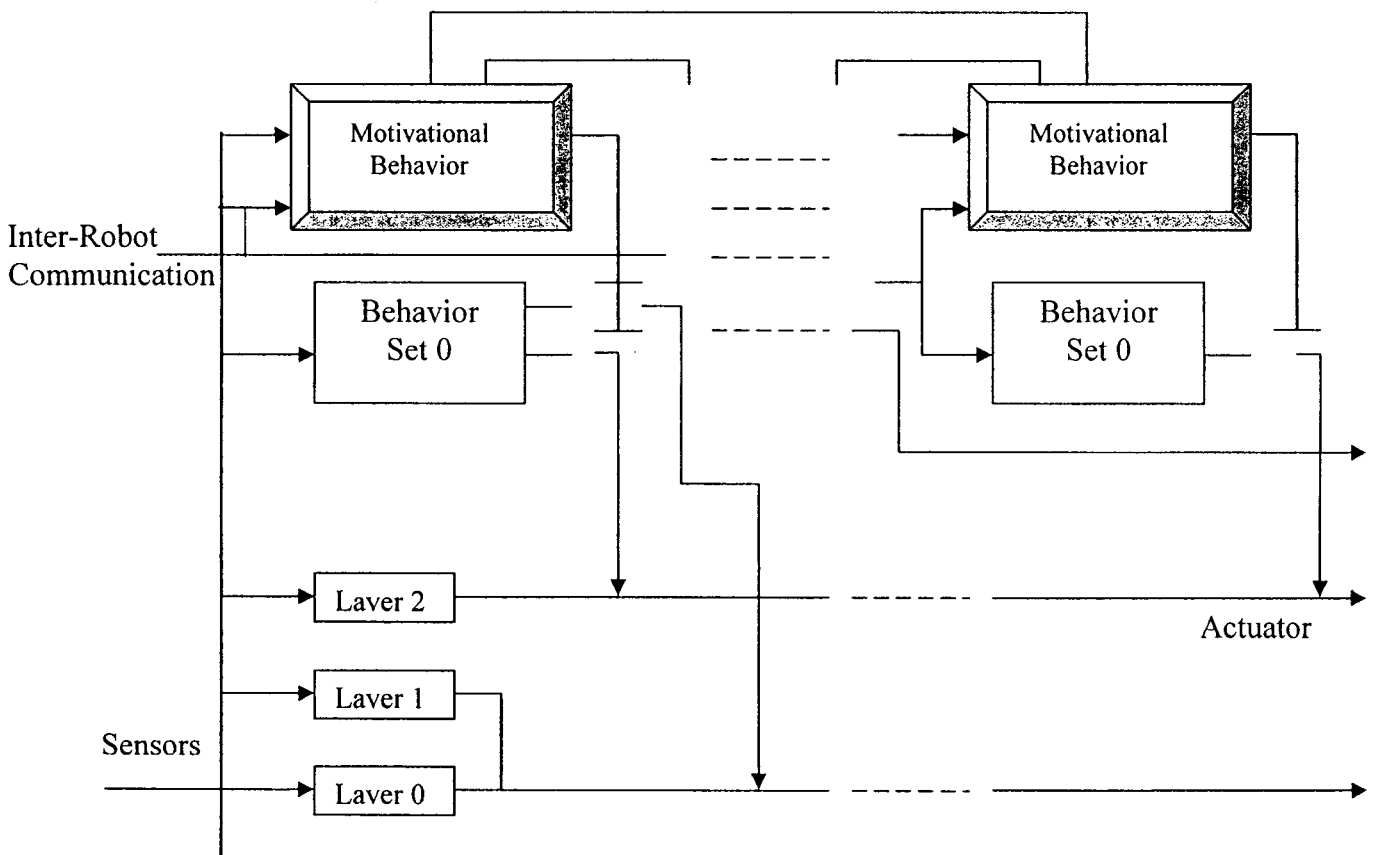 Motivational
Behavior
Motivational
Behavior
Inter-Robot
Communication
Behavior
Set 0
Behavior
Set 0
Laver 2
Actuator
Laver 1
Sensors
Laver 0